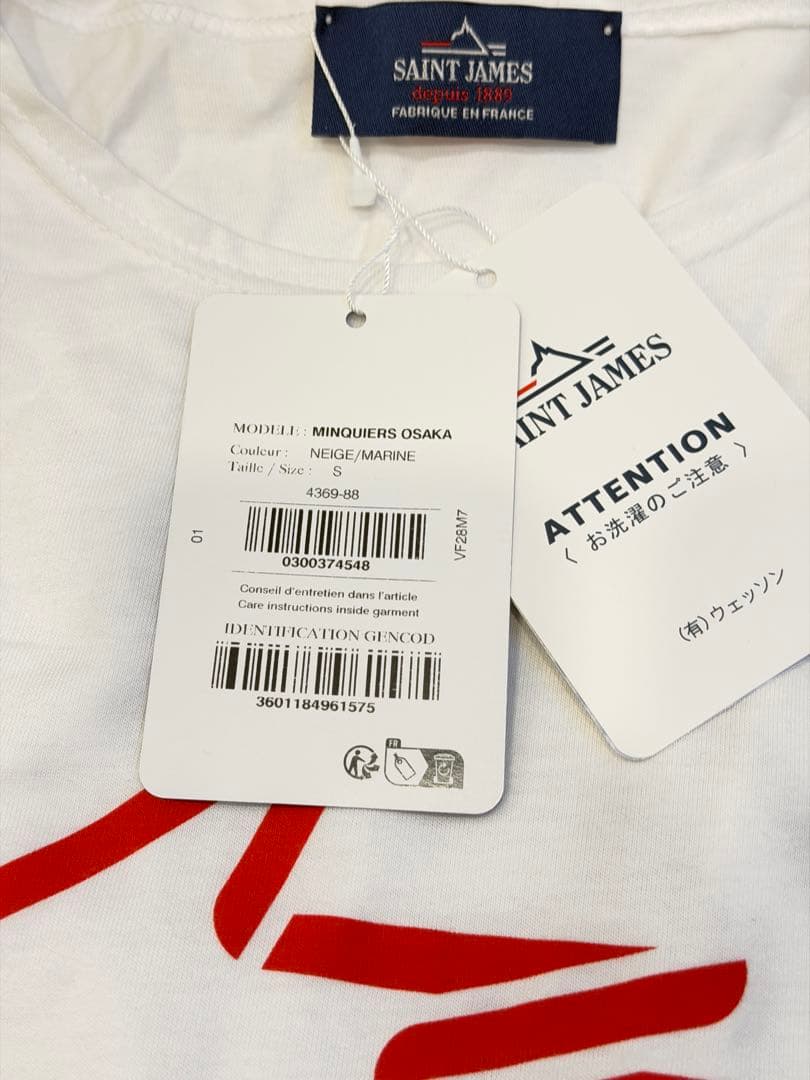 SAINT JAMES
depuis 1889
FABRIQUE EN FRANCE
MODELE : MINQUIERS OSAKA
Couleur : NEIGE/MARINE
Taille / Size : S
4369-88
0300374548
01
VF28M7
Conseil d'entretien dans l'article
Care instructions inside garment
IDENTIFICATION GENCOD
3601184961575
FR
SAINT JAMES
ATTENTION
〈 お洗濯のご注意 〉
(有)ウェッソン